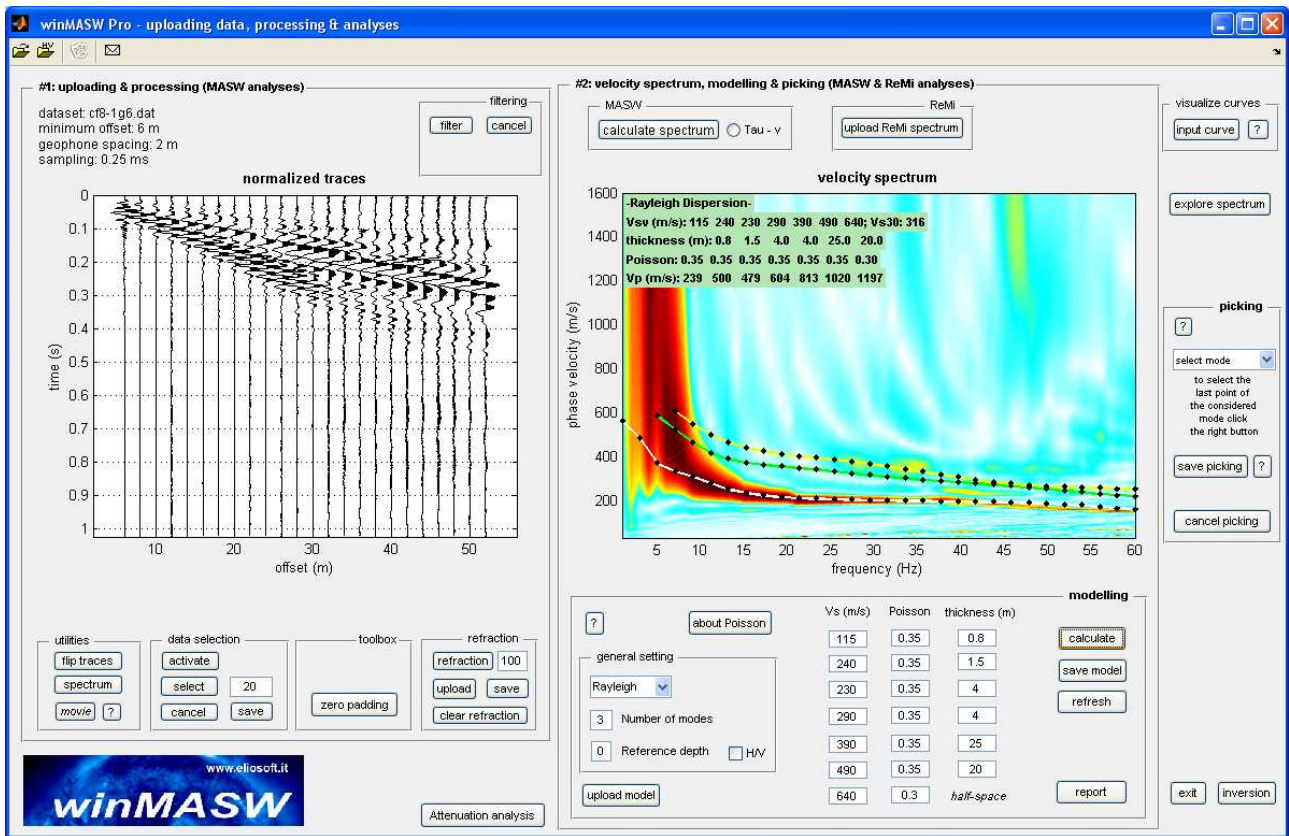 winMASW Pro - uploading data, processing & analyses
HV
#1: uploading & processing (MASW analyses)
dataset: cf8-1g6.dat
minimum offset: 6 m
geophone spacing: 2 m
sampling: 0.25 ms
filtering
filter cancel
normalized traces
0
0.1
0.2
0.3
0.4
0.5
0.6
0.7
0.8
0.9
1
time (s)
10 20 30 40 50
offset (m)
utilities
flip traces
spectrum
movie ?
data selection
activate
select 20
cancel save
toolbox
zero padding
refraction
refraction 100
upload save
clear refraction
www.eliosoft.it
winMASW
Attenuation analysis
#2: velocity spectrum, modelling & picking (MASW & ReMi analyses)
MASW
calculate spectrum Tau - v
ReMi
upload ReMi spectrum
velocity spectrum
-Rayleigh Dispersion-
Vsv (m/s): 115 240 230 290 390 490 640; Vs30: 316
thickness (m): 0.8 1.5 4.0 4.0 25.0 20.0
Poisson: 0.35 0.35 0.35 0.35 0.35 0.35 0.30
Vp (m/s): 239 500 479 604 813 1020 1197
1600
1400
1200
1000
800
600
400
200
phase velocity (m/s)
5 10 15 20 25 30 35 40 45 50 55 60
frequency (Hz)
modelling
? about Poisson
general setting
Rayleigh
3 Number of modes
0 Reference depth H/V
upload model
Vs (m/s) Poisson thickness (m)
115 0.35 0.8
240 0.35 1.5
230 0.35 4
290 0.35 4
390 0.35 25
490 0.35 20
640 0.3 half-space
calculate
save model
refresh
report
visualize curves
input curve ?
explore spectrum
picking
?
select mode
to select the
last point of
the considered
mode click
the right button
save picking ?
cancel picking
exit inversion